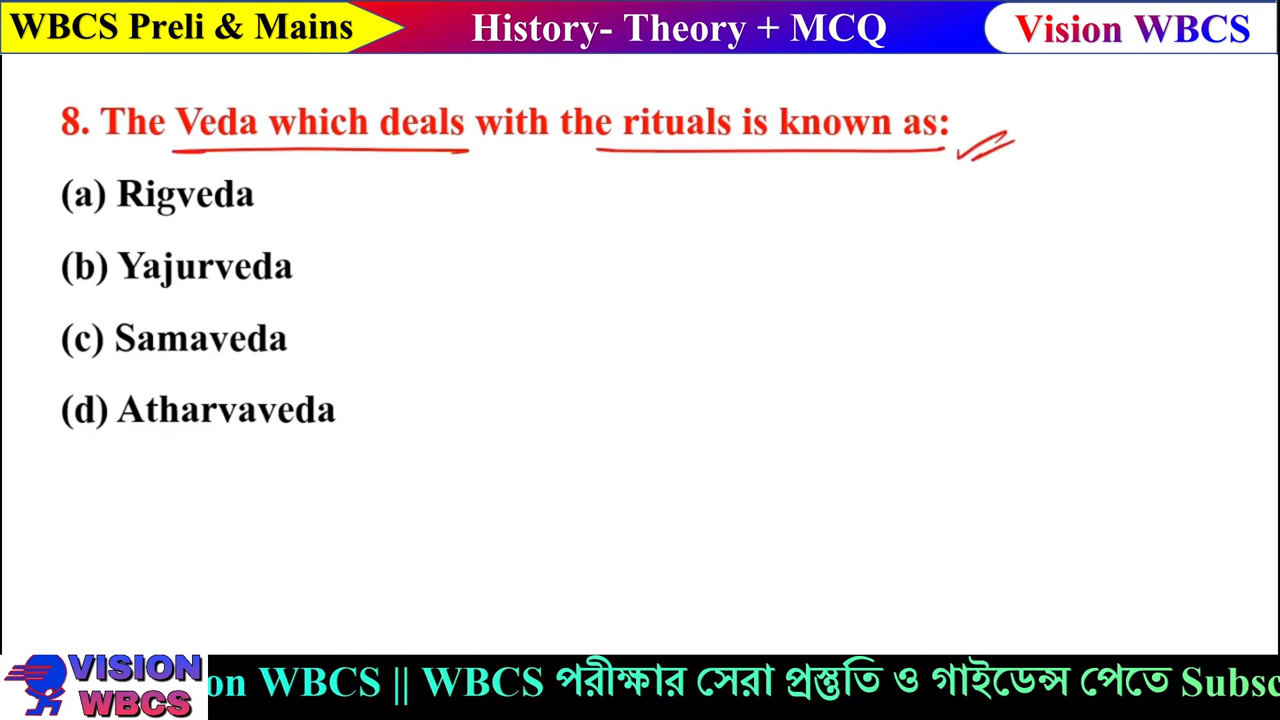 WBCS Preli & Mains
History- Theory + MCQ
Vision WBCS
8. The Veda which deals with the rituals is known as:
(a) Rigveda
(b) Yajurveda
(c) Samaveda
(d) Atharvaveda
VISION
WBCS
on WBCS || WBCS পরীক্ষার সেরা প্রস্তুতি ও গাইডেন্স পেতে Subsc